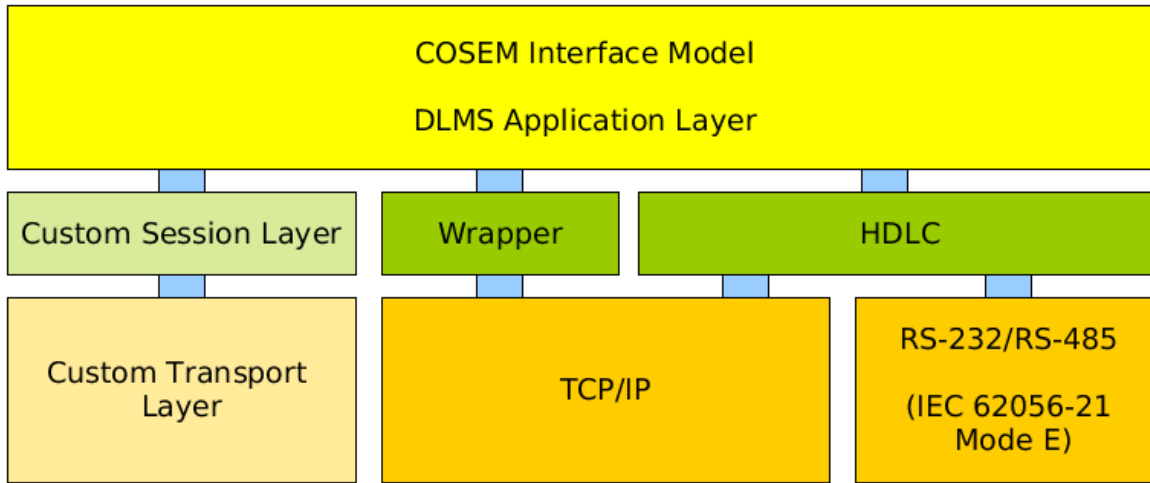 COSEM Interface Model
DLMS Application Layer
Custom Session Layer
Wrapper
HDLC
Custom Transport
Layer
TCP/IP
RS-232/RS-485
(IEC 62056-21
Mode E)